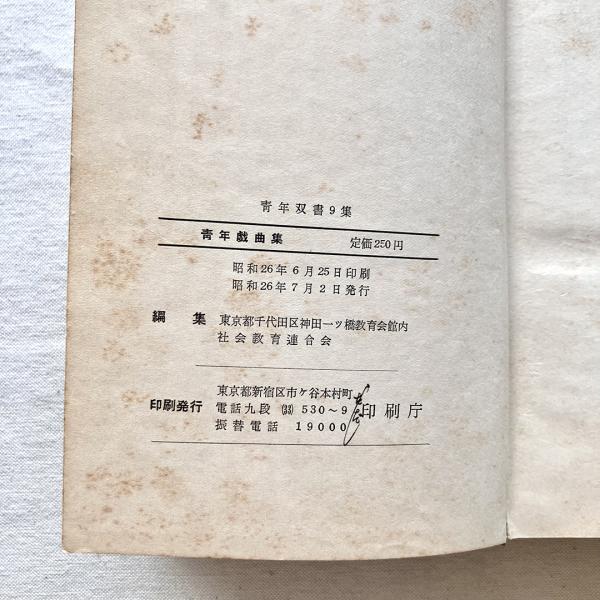 青年双書9集
青年戯曲集 定価250円
昭和26年6月25日印刷
昭和26年7月2日発行
編集 東京都千代田区神田一ツ橋教育会館内
社会教育連合会
東京都新宿区市ケ谷本村町
印刷発行 電話九段 ㉝ 530~9 印刷庁
振替電話 19000